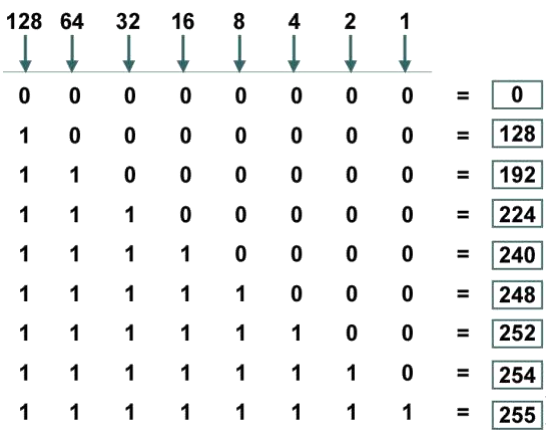 128 64 32 16 8 4 2 1
0 0 0 0 0 0 0 0 = 0
1 0 0 0 0 0 0 0 = 128
1 1 0 0 0 0 0 0 = 192
1 1 1 0 0 0 0 0 = 224
1 1 1 1 0 0 0 0 = 240
1 1 1 1 1 0 0 0 = 248
1 1 1 1 1 1 0 0 = 252
1 1 1 1 1 1 1 0 = 254
1 1 1 1 1 1 1 1 = 255